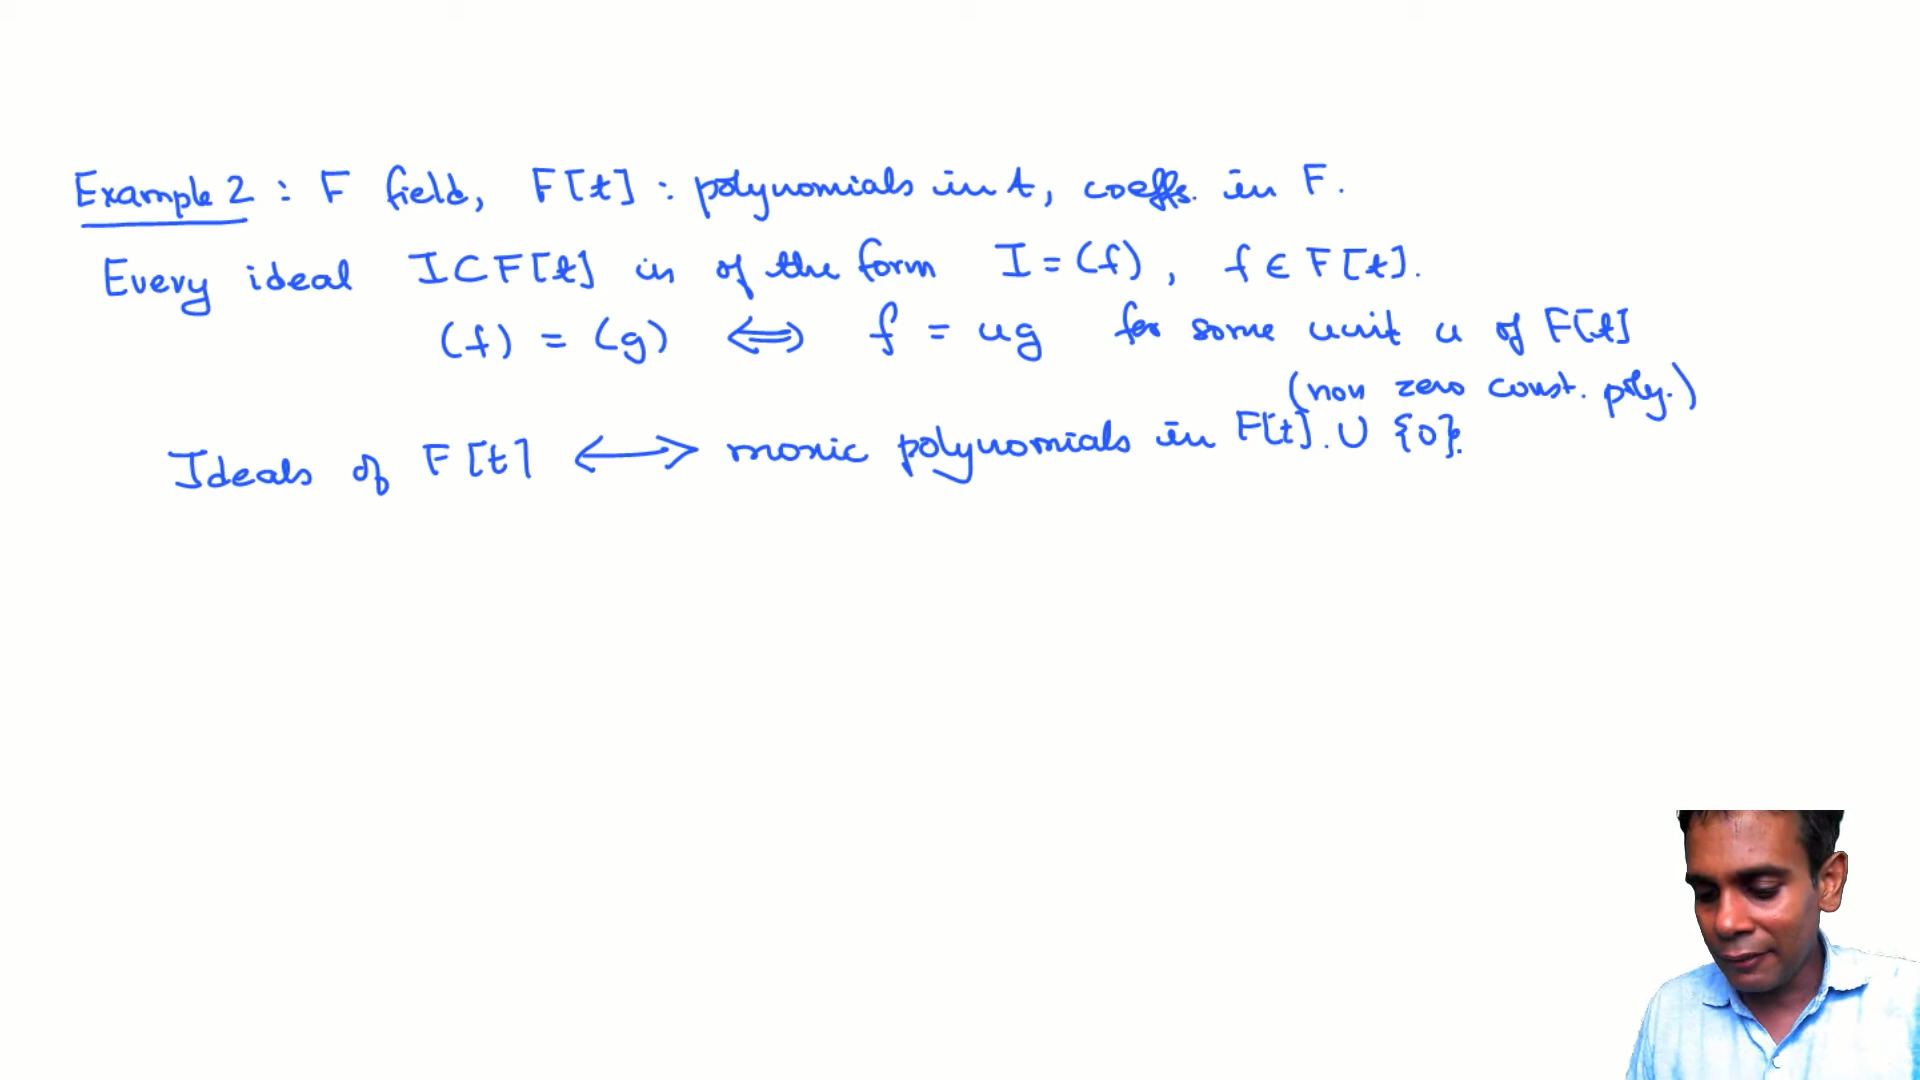 Example 2 : F field, F[t] : polynomials in t, coeffs. in F.
Every ideal I ⊂ F[t] is of the form I = (f), f ∈ F[t].
(f) = (g) ⟺ f = ug for some unit u of F[t]
(non zero const. poly.)
Ideals of F[t] ⟷ monic polynomials in F[t]. ∪ {0}.